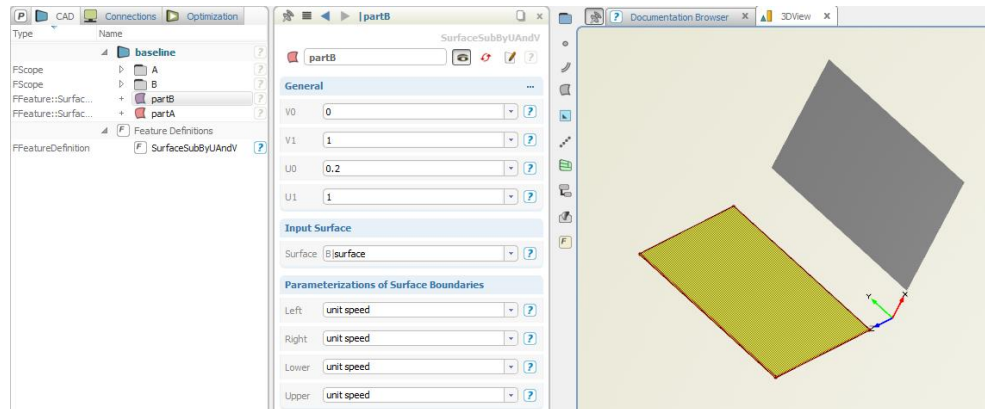 P CAD Connections Optimization
Type Name
baseline ?
FScope A ?
FScope B ?
FFeature::Surfac... + partB ?
FFeature::Surfac... + partA ?
F Feature Definitions
FFeatureDefinition F SurfaceSubByUAndV ?
|partB
SurfaceSubByUAndV
partB ?
General ...
V0 0 ?
V1 1 ?
U0 0.2 ?
U1 1 ?
Input Surface
Surface B|surface ?
Parameterizations of Surface Boundaries
Left unit speed ?
Right unit speed ?
Lower unit speed ?
Upper unit speed ?
F
? Documentation Browser x 3DView x
Y X